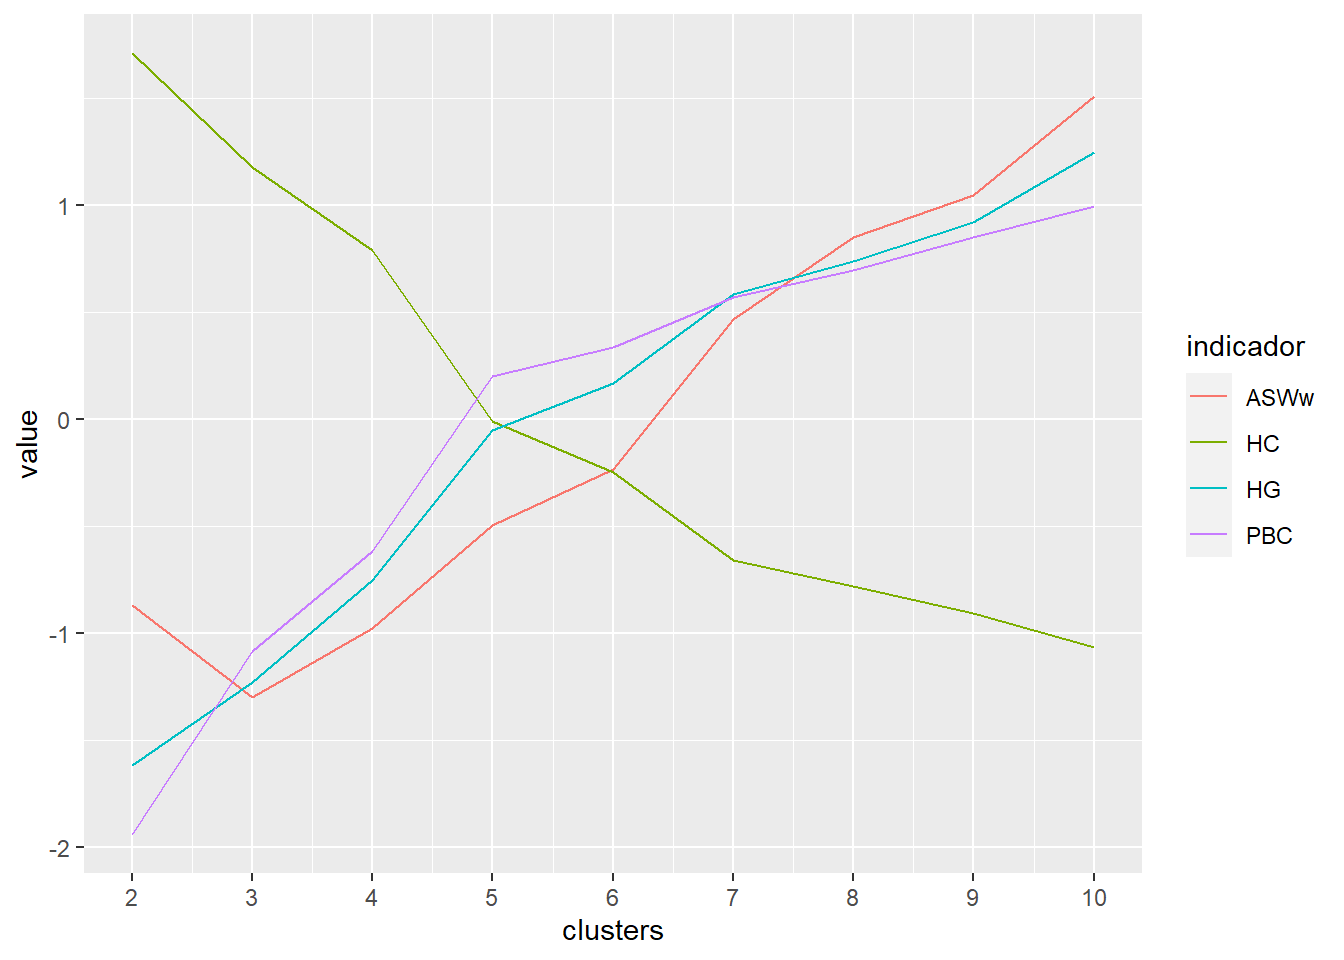 1
0
-1
-2
value
2 3 4 5 6 7 8 9 10
clusters
indicador
ASWw
HC
HG
PBC